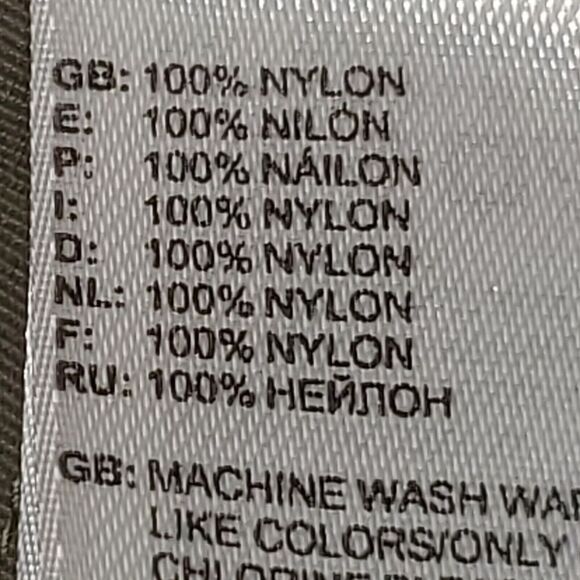 GB: 100% NYLON
E: 100% NILÓN
P: 100% NÁILON
I: 100% NYLON
D: 100% NYLON
NL: 100% NYLON
F: 100% NYLON
RU: 100% НЕЙЛОН
GB: MACHINE WASH
LIKE COLORS/ONLY